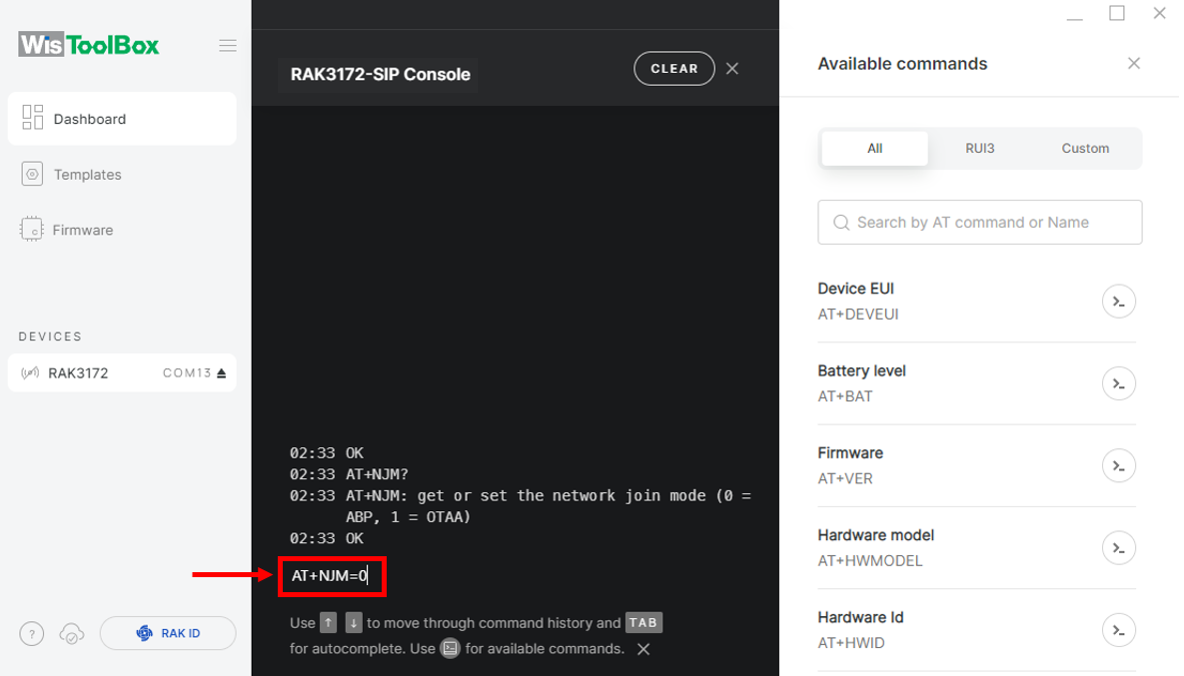 WisToolBox
Dashboard
Templates
Firmware
DEVICES
RAK3172 COM13
?
RAK ID
RAK3172-SIP Console
CLEAR
02:33 OK
02:33 AT+NJM?
02:33 AT+NJM: get or set the network join mode (0 =
ABP, 1 = OTAA)
02:33 OK
AT+NJM=0
Use ↑ ↓ to move through command history and TAB
for autocomplete. Use for available commands.
Available commands
All RUI3 Custom
Search by AT command or Name
Device EUI
AT+DEVEUI
Battery level
AT+BAT
Firmware
AT+VER
Hardware model
AT+HWMODEL
Hardware Id
AT+HWID